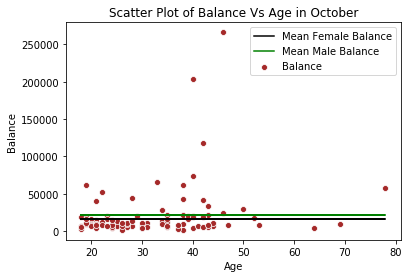 Scatter Plot of Balance Vs Age in October
Mean Female Balance
Mean Male Balance
Balance
250000
200000
150000
100000
50000
0
Balance
20 30 40 50 60 70 80
Age